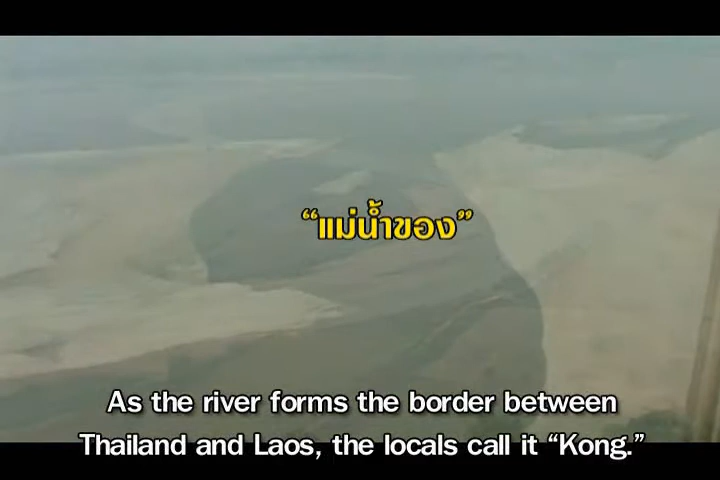 “แม่น้ำของ”
As the river forms the border between
Thailand and Laos, the locals call it “Kong.”